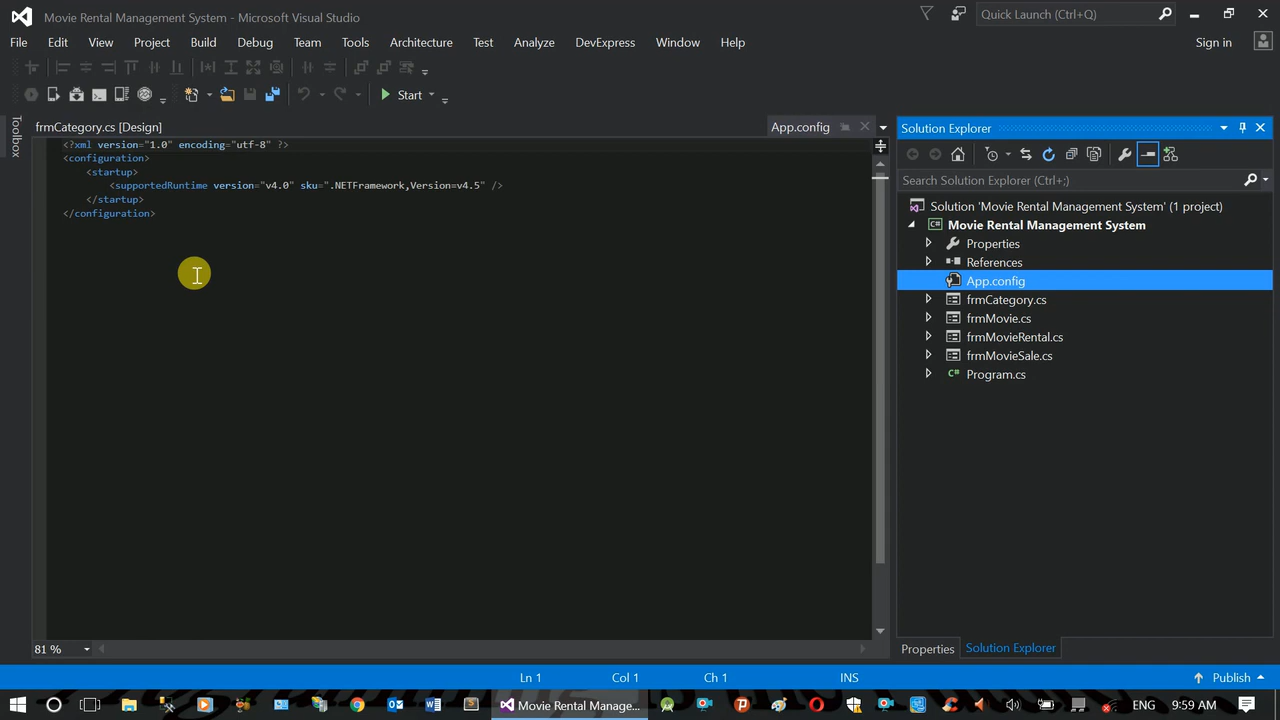 Movie Rental Management System - Microsoft Visual Studio
Quick Launch (Ctrl+Q)
File Edit View Project Build Debug Team Tools Architecture Test Analyze DevExpress Window Help
Sign in
Start
Toolbox
frmCategory.cs [Design]
App.config
<?xml version="1.0" encoding="utf-8" ?>
<configuration>
<startup>
<supportedRuntime version="v4.0" sku=".NETFramework,Version=v4.5" />
</startup>
</configuration>
81 %
Solution Explorer
Search Solution Explorer (Ctrl+;)
Solution 'Movie Rental Management System' (1 project)
Movie Rental Management System
Properties
References
App.config
frmCategory.cs
frmMovie.cs
frmMovieRental.cs
frmMovieSale.cs
Program.cs
Properties
Solution Explorer
Ln 1 Col 1 Ch 1 INS
Publish
Movie Rental Manage...
ENG
9:59 AM